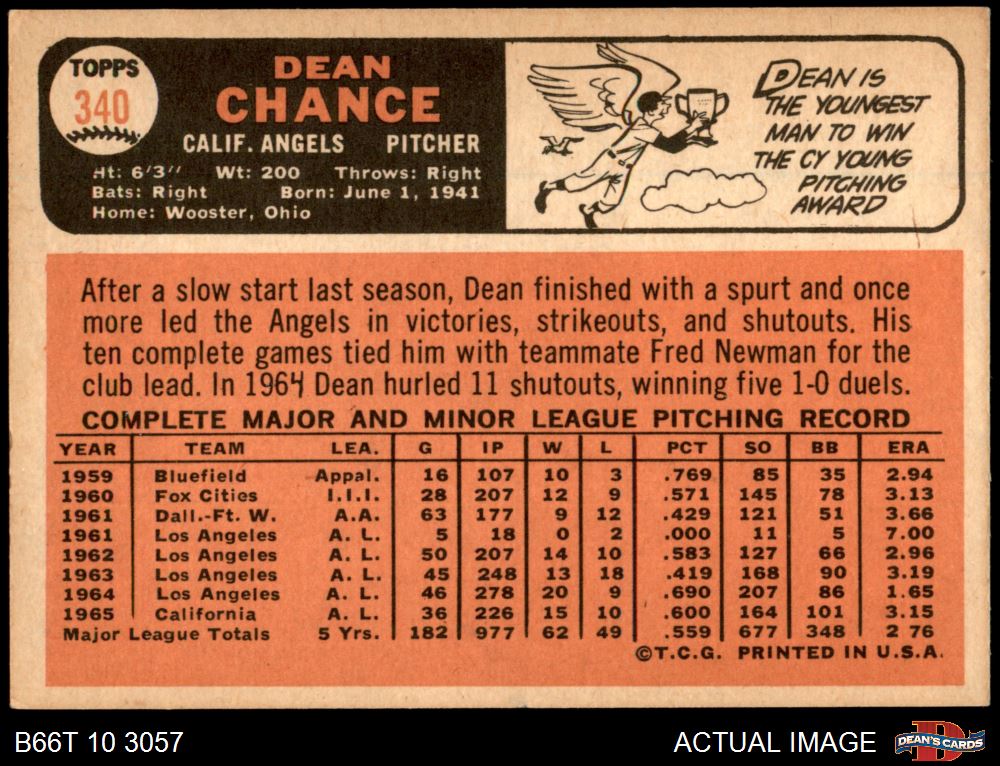 TOPPS
340
DEAN
CHANCE
CALIF. ANGELS PITCHER
Ht: 6'3" Wt: 200 Throws: Right
Bats: Right Born: June 1, 1941
Home: Wooster, Ohio
DEAN IS
THE YOUNGEST
MAN TO WIN
THE CY YOUNG
PITCHING
AWARD
After a slow start last season, Dean finished with a spurt and once
more led the Angels in victories, strikeouts, and shutouts. His
ten complete games tied him with teammate Fred Newman for the
club lead. In 1964 Dean hurled 11 shutouts, winning five 1-0 duels.
COMPLETE MAJOR AND MINOR LEAGUE PITCHING RECORD
YEAR TEAM LEA. G IP W L PCT SO BB ERA
1959 Bluefield Appal. 16 107 10 3 .769 85 35 2.94
1960 Fox Cities I.I.I. 28 207 12 9 .571 145 78 3.13
1961 Dall.-Ft. W. A.A. 63 177 9 12 .429 121 51 3.66
1961 Los Angeles A. L. 5 18 0 2 .000 11 5 7.00
1962 Los Angeles A. L. 50 207 14 10 .583 127 66 2.96
1963 Los Angeles A. L. 45 248 13 18 .419 168 90 3.19
1964 Los Angeles A. L. 46 278 20 9 .690 207 86 1.65
1965 California A. L. 36 226 15 10 .600 164 101 3.15
Major League Totals 5 Yrs. 182 977 62 49 .559 677 348 2 76
©T.C.G. PRINTED IN U.S.A.
B66T 10 3057
ACTUAL IMAGE
DEAN'S CARDS